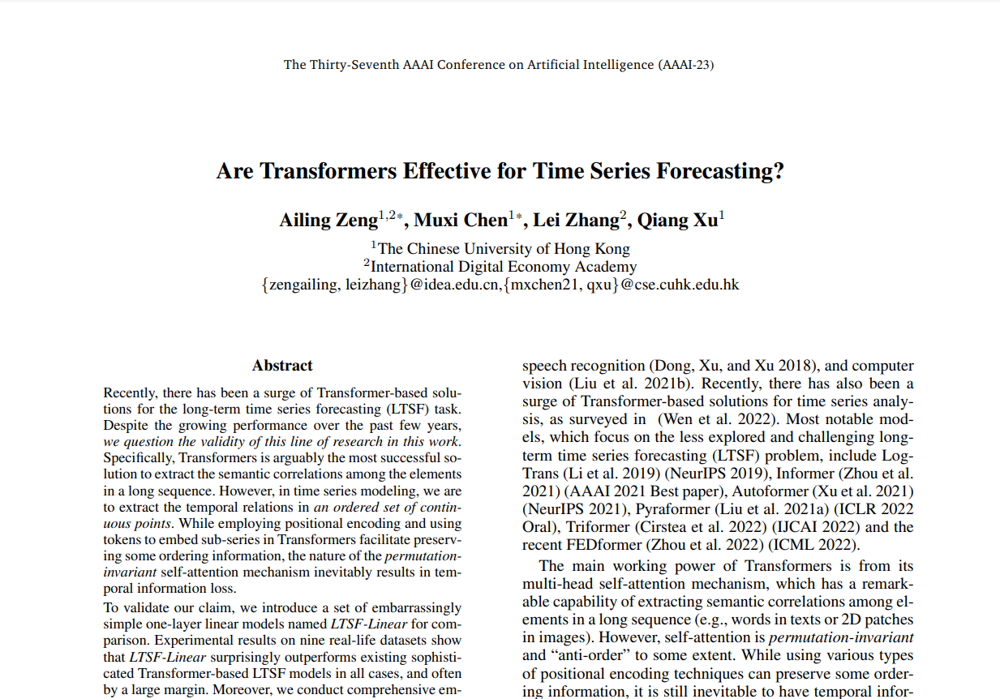 The Thirty-Seventh AAAI Conference on Artificial Intelligence (AAAI-23)
Are Transformers Effective for Time Series Forecasting?
Ailing Zeng1,2*, Muxi Chen1*, Lei Zhang2, Qiang Xu1
1The Chinese University of Hong Kong
2International Digital Economy Academy
{zengailing, leizhang}@idea.edu.cn,{mxchen21, qxu}@cse.cuhk.edu.hk
Abstract
Recently, there has been a surge of Transformer-based solu-
tions for the long-term time series forecasting (LTSF) task.
Despite the growing performance over the past few years,
we question the validity of this line of research in this work.
Specifically, Transformers is arguably the most successful so-
lution to extract the semantic correlations among the elements
in a long sequence. However, in time series modeling, we are
to extract the temporal relations in an ordered set of contin-
uous points. While employing positional encoding and using
tokens to embed sub-series in Transformers facilitate preserv-
ing some ordering information, the nature of the permutation-
invariant self-attention mechanism inevitably results in tem-
poral information loss.
To validate our claim, we introduce a set of embarrassingly
simple one-layer linear models named LTSF-Linear for com-
parison. Experimental results on nine real-life datasets show
that LTSF-Linear surprisingly outperforms existing sophisti-
cated Transformer-based LTSF models in all cases, and often
by a large margin. Moreover, we conduct comprehensive em-
speech recognition (Dong, Xu, and Xu 2018), and computer
vision (Liu et al. 2021b). Recently, there has also been a
surge of Transformer-based solutions for time series analy-
sis, as surveyed in (Wen et al. 2022). Most notable mod-
els, which focus on the less explored and challenging long-
term time series forecasting (LTSF) problem, include Log-
Trans (Li et al. 2019) (NeurIPS 2019), Informer (Zhou et al.
2021) (AAAI 2021 Best paper), Autoformer (Xu et al. 2021)
(NeurIPS 2021), Pyraformer (Liu et al. 2021a) (ICLR 2022
Oral), Triformer (Cirstea et al. 2022) (IJCAI 2022) and the
recent FEDformer (Zhou et al. 2022) (ICML 2022).
The main working power of Transformers is from its
multi-head self-attention mechanism, which has a remark-
able capability of extracting semantic correlations among el-
ements in a long sequence (e.g., words in texts or 2D patches
in images). However, self-attention is permutation-invariant
and “anti-order” to some extent. While using various types
of positional encoding techniques can preserve some order-
ing information, it is still inevitable to have temporal infor-